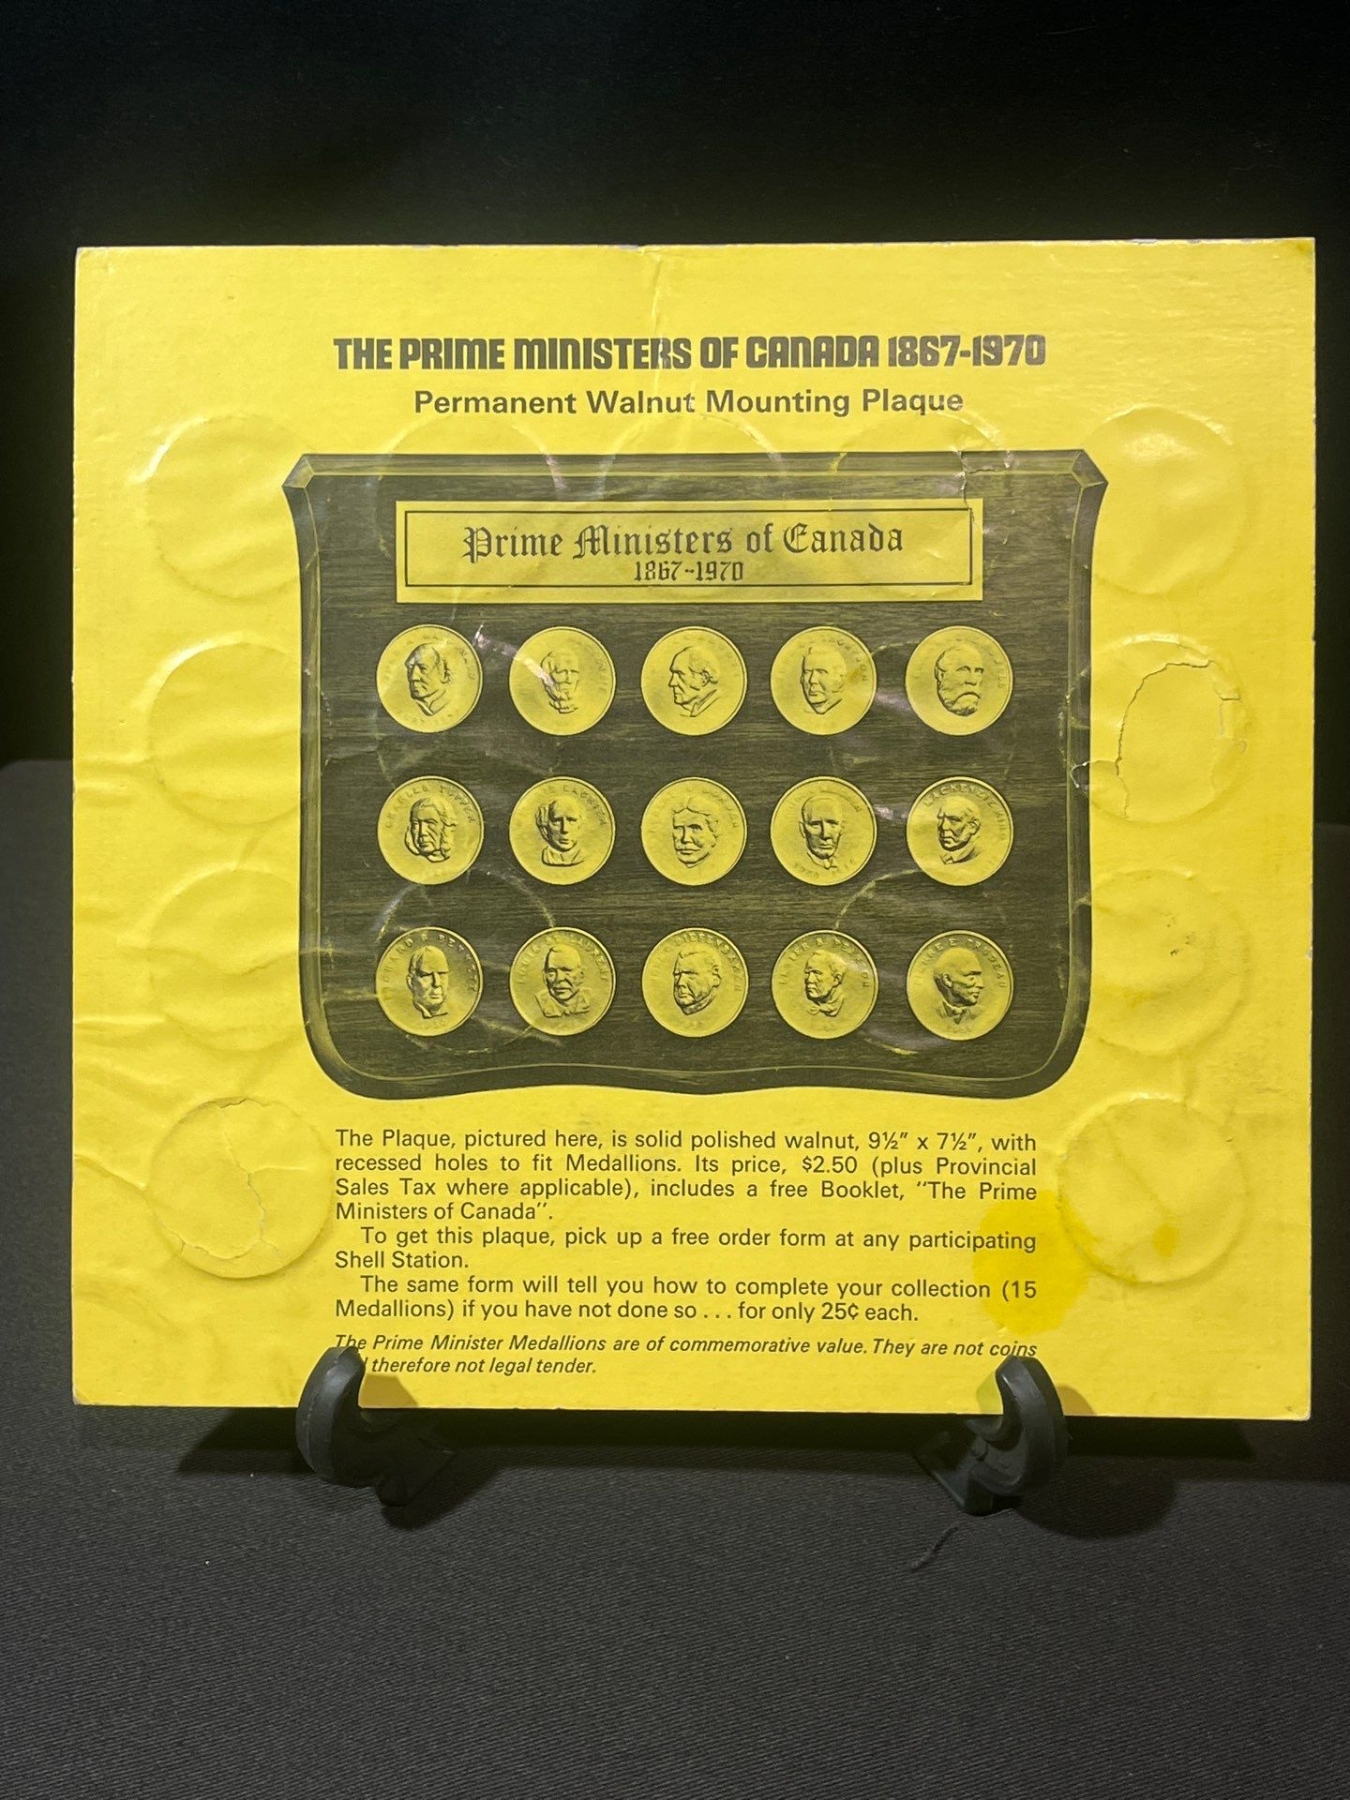 THE PRIME MINISTERS OF CANADA 1867-1970
Permanent Walnut Mounting Plaque
Prime Ministers of Canada
1867-1970
The Plaque, pictured here, is solid polished walnut, 9½" x 7½", with
recessed holes to fit Medallions. Its price, $2.50 (plus Provincial
Sales Tax where applicable), includes a free Booklet, "The Prime
Ministers of Canada".
To get this plaque, pick up a free order form at any participating
Shell Station.
The same form will tell you how to complete your collection (15
Medallions) if you have not done so . . . for only 25¢ each.
The Prime Minister Medallions are of commemorative value. They are not coins
therefore not legal tender.